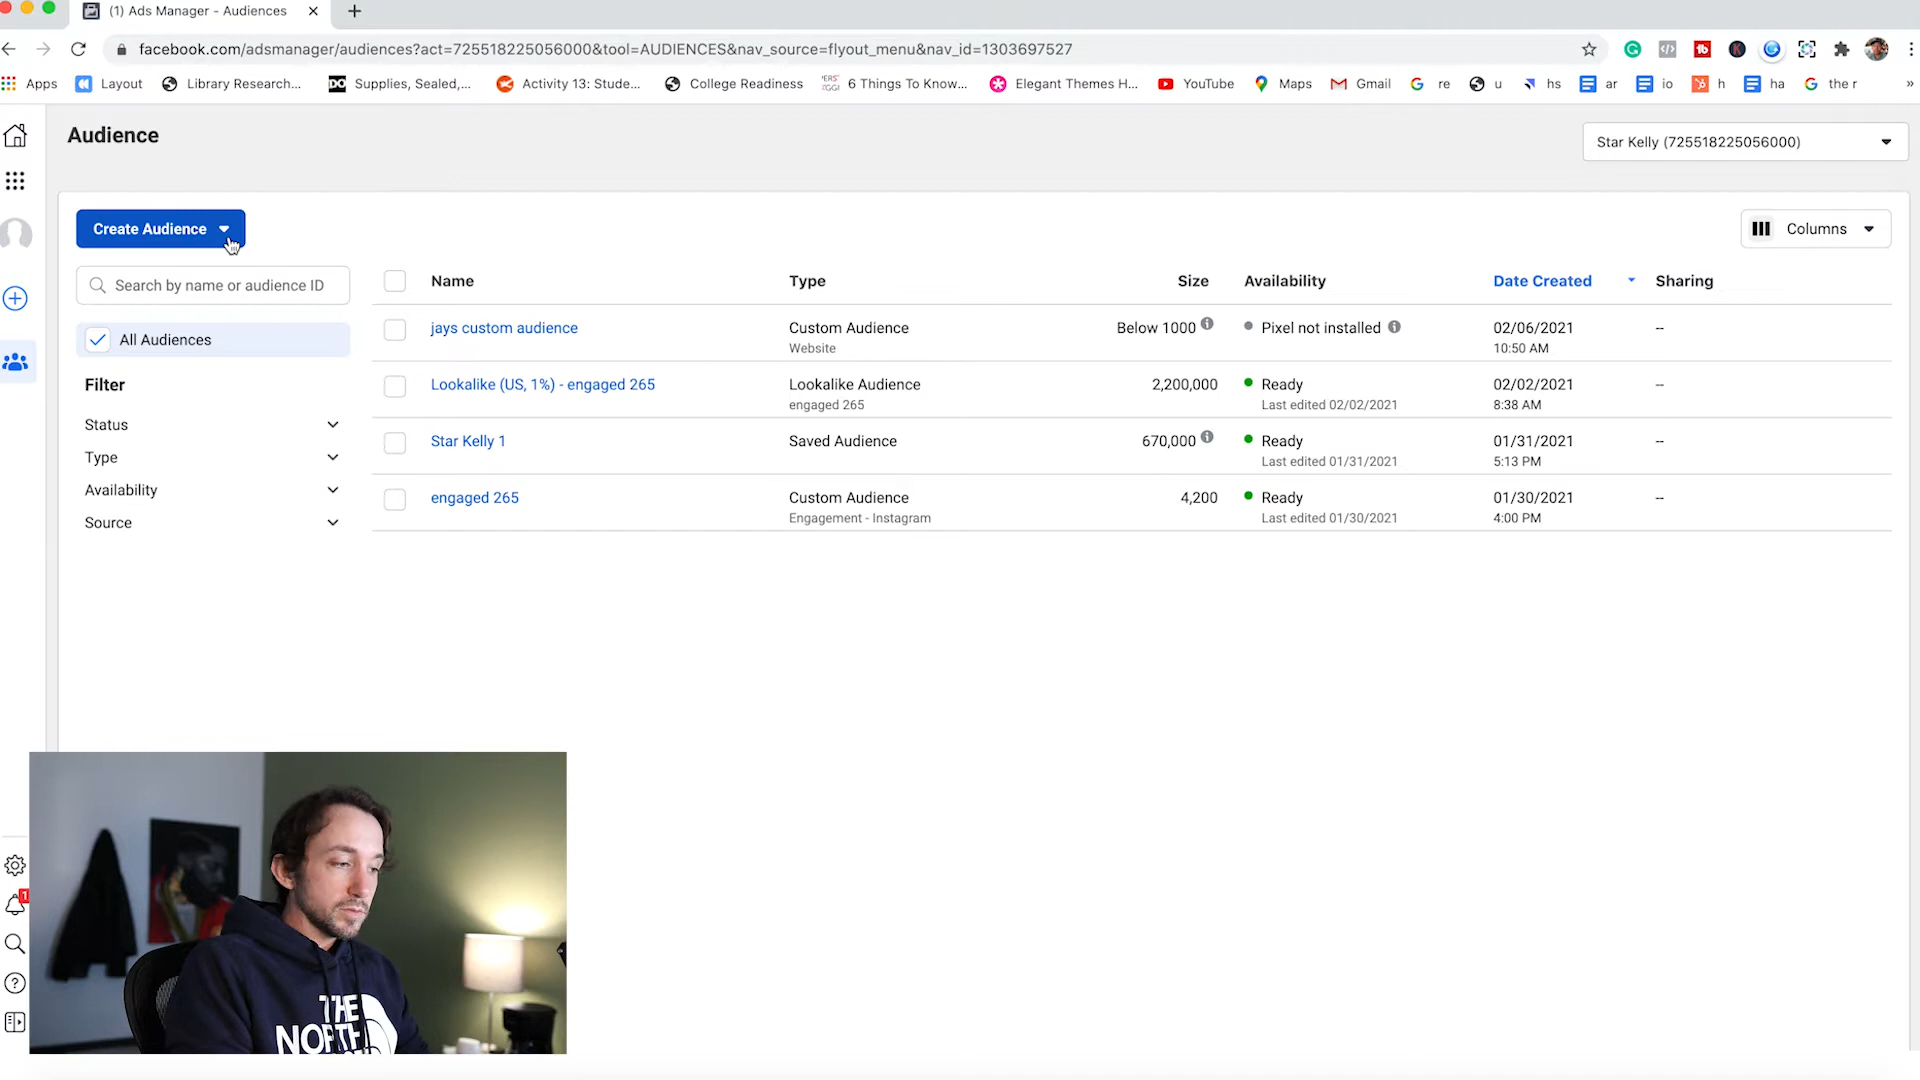 (1) Ads Manager - Audiences
facebook.com/adsmanager/audiences?act=725518225056000&tool=AUDIENCES&nav_source=flyout_menu&nav_id=1303697527
Apps Layout Library Research... DO Supplies, Sealed,... Activity 13: Stude... College Readiness 6 Things To Know... Elegant Themes H... YouTube Maps Gmail re u hs ar io h ha the r »
Audience
Star Kelly (725518225056000)
Create Audience
Columns
Search by name or audience ID
Name Type Size Availability Date Created Sharing
All Audiences
jays custom audience Custom Audience Below 1000 Pixel not installed 02/06/2021 --
Website 10:50 AM
Lookalike (US, 1%) - engaged 265 Lookalike Audience 2,200,000 Ready 02/02/2021 --
engaged 265 Last edited 02/02/2021 8:38 AM
Star Kelly 1 Saved Audience 670,000 Ready 01/31/2021 --
Last edited 01/31/2021 5:13 PM
engaged 265 Custom Audience 4,200 Ready 01/30/2021 --
Engagement - Instagram Last edited 01/30/2021 4:00 PM
Filter
Status
Type
Availability
Source
1
THE
NORTH